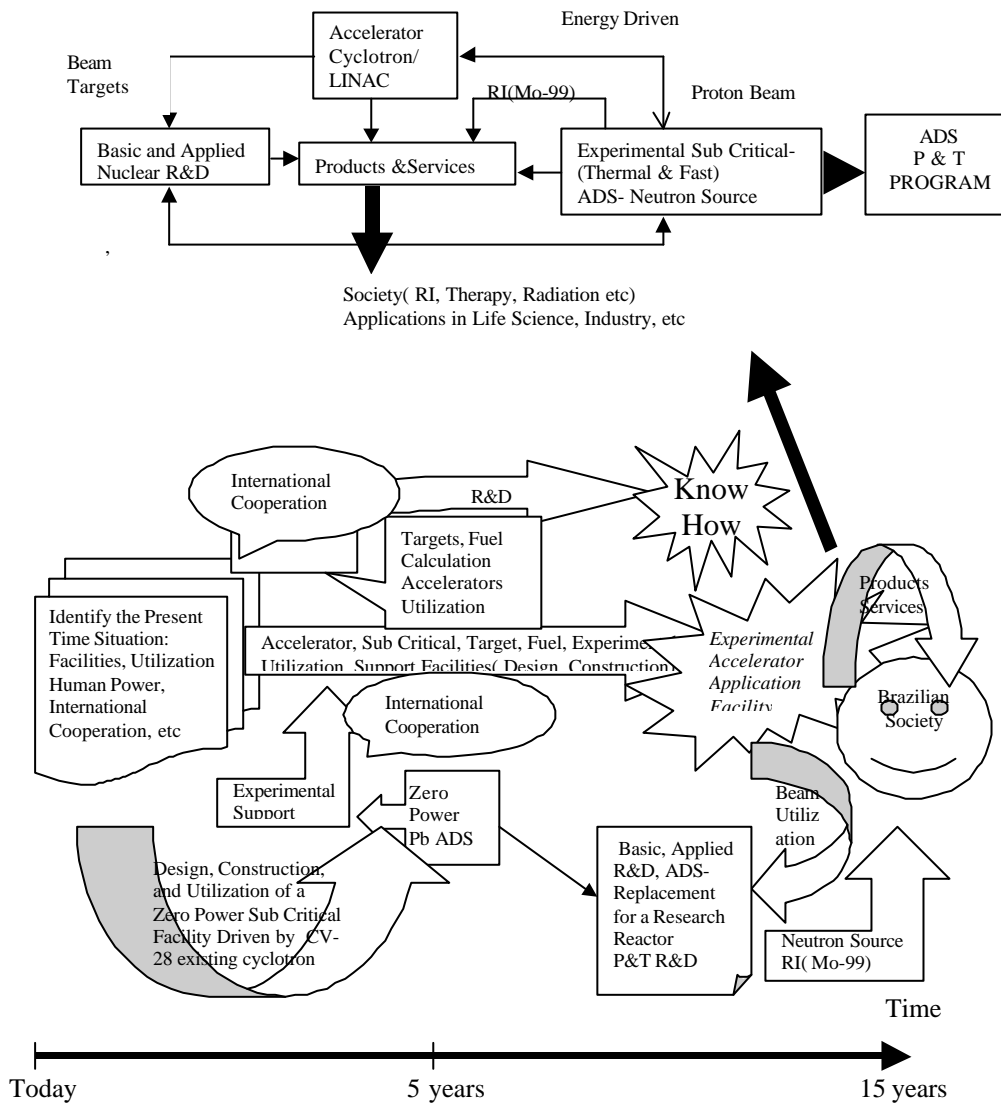 Energy Driven
Accelerator
Cyclotron/
LINAC
Beam
Targets
RI(Mo-99)
Proton Beam
Basic and Applied
Nuclear R&D
Products &Services
Experimental Sub Critical-
(Thermal & Fast)
ADS- Neutron Source
ADS
P & T
PROGRAM
,
Society( RI, Therapy, Radiation etc)
Applications in Life Science, Industry, etc
International
Cooperation
R&D
Know
How
Targets, Fuel
Calculation
Accelerators
Utilization
Products
Services
Identify the Present
Time Situation:
Facilities, Utilization
Human Power,
International
Cooperation, etc
Accelerator, Sub Critical, Target, Fuel, Experime
Utilization, Support Facilities( Design, Construction)
Experimental
Accelerator
Application
Facility
Brazilian
Society
International
Cooperation
Experimental
Support
Zero
Power
Pb ADS
Beam
Utiliz
ation
Design, Construction,
and Utilization of a
Zero Power Sub Critical
Facility Driven by CV-
28 existing cyclotron
Basic, Applied
R&D, ADS-
Replacement
for a Research
Reactor
P&T R&D
Neutron Source
RI( Mo-99)
Time
Today
5 years
15 years